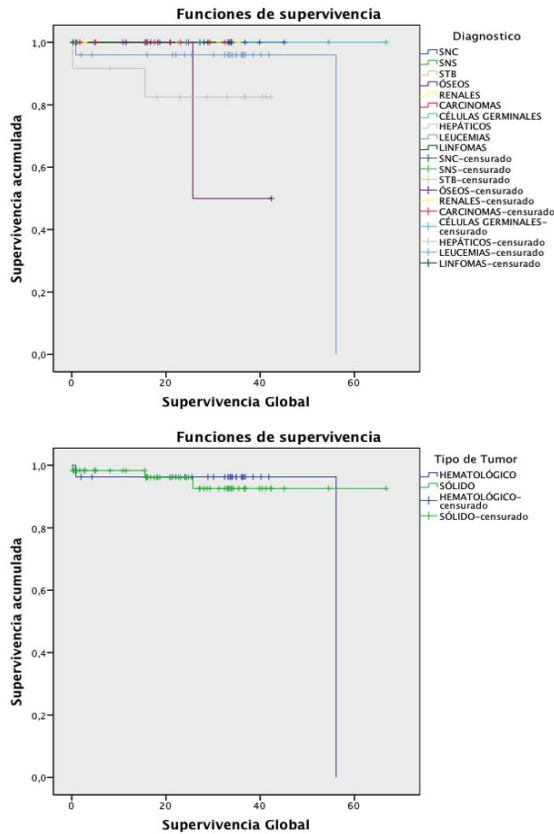 Funciones de supervivencia
Diagnostico
SNC
SNS
STB
ÓSEOS
RENALES
CARCINOMAS
CÉLULAS GERMINALES
HEPÁTICOS
LEUCEMIAS
LINFOMAS
SNC-censurado
SNS-censurado
STB-censurado
ÓSEOS-censurado
RENALES-censurado
CARCINOMAS-censurado
CÉLULAS GERMINALES-
censurado
HEPÁTICOS-censurado
LEUCEMIAS-censurado
LINFOMAS-censurado
Supervivencia acumulada
1,0
0,8
0,6
0,4
0,2
0,0
0 20 40 60
Supervivencia Global
Funciones de supervivencia
Tipo de Tumor
HEMATOLÓGICO
SÓLIDO
HEMATOLÓGICO-
censurado
SÓLIDO-censurado
Supervivencia acumulada
1,0
0,8
0,6
0,4
0,2
0,0
0 20 40 60
Supervivencia Global